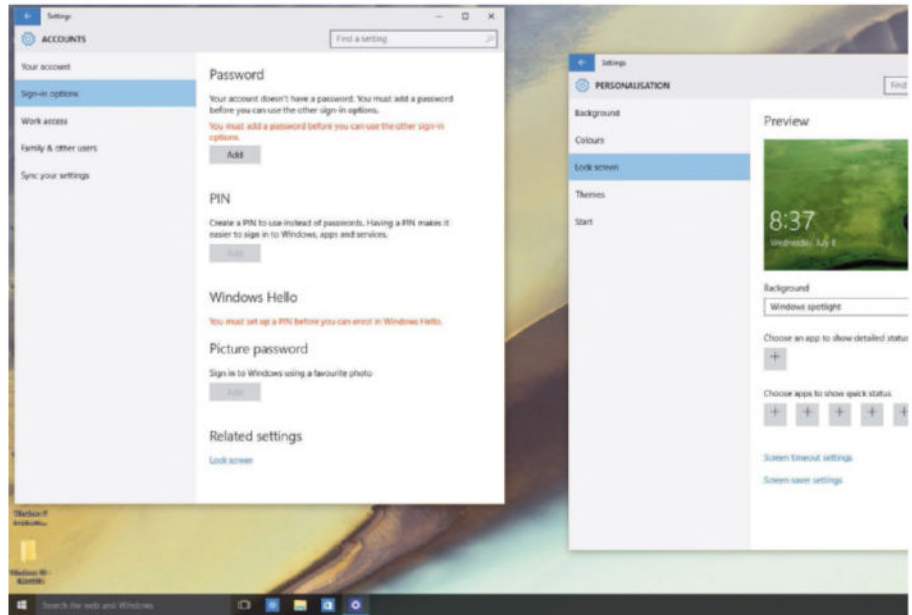 Settings
ACCOUNTS
Find a setting
Your account
Sign-in options
Work access
Family & other users
Sync your settings
Password
Your account doesn't have a password. You must add a password
before you can use the other sign-in options.
You must add a password before you can use the other sign-in
options.
Add
PIN
Create a PIN to use instead of passwords. Having a PIN makes it
easier to sign in to Windows, apps and services.
Add
Windows Hello
You must set up a PIN before you can enrol in Windows Hello.
Picture password
Sign in to Windows using a favourite photo
Add
Related settings
Lock screen
Settings
PERSONALISATION
Find
Background
Colours
Lock screen
Themes
Start
Preview
8:37
Wednesday, July 8
Background
Windows spotlight
Choose an app to show detailed status
Choose apps to show quick status
Screen timeout settings
Screen saver settings
Search the web and Windows